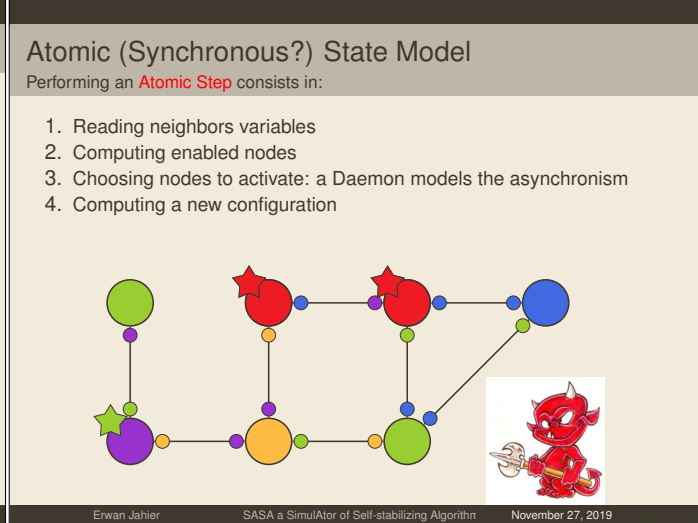 Atomic (Synchronous?) State Model
Performing an Atomic Step consists in:
1. Reading neighbors variables
2. Computing enabled nodes
3. Choosing nodes to activate: a Daemon models the asynchronism
4. Computing a new configuration
Erwan Jahier SASA a SimulAtor of Self-stabilizing Algorithm November 27, 2019